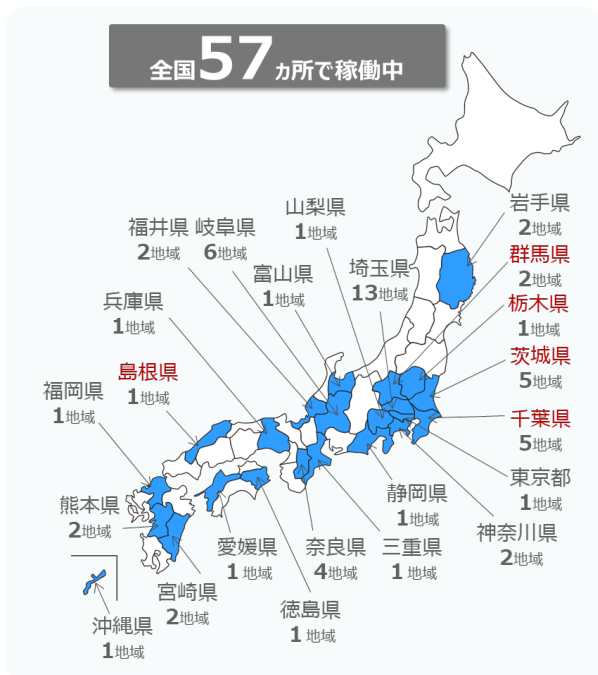 全国57ヵ所で稼働中
山梨県
1地域
福井県
2地域
岐阜県
6地域
富山県
1地域
埼玉県
13地域
岩手県
2地域
群馬県
2地域
栃木県
1地域
茨城県
5地域
千葉県
5地域
東京都
1地域
神奈川県
2地域
静岡県
1地域
兵庫県
1地域
島根県
1地域
福岡県
1地域
熊本県
2地域
宮崎県
2地域
愛媛県
1地域
奈良県
4地域
三重県
1地域
徳島県
1地域
沖縄県
1地域